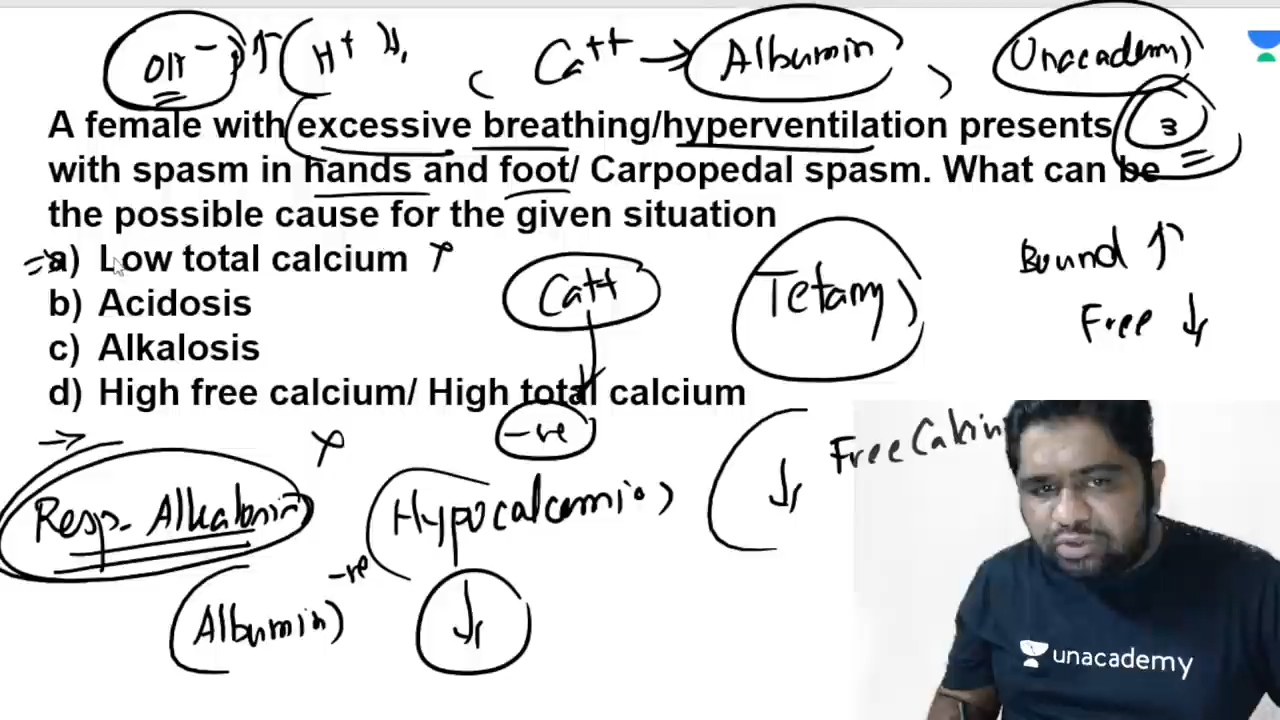 OH⁻ ↑ ( H⁺ ↓, ( Ca⁺⁺ → Albumin ) Unacademy
A female with excessive breathing/hyperventilation presents 3
with spasm in hands and foot/ Carpopedal spasm. What can be
the possible cause for the given situation
a) Low total calcium ×
b) Acidosis
c) Alkalosis
d) High free calcium/ High total calcium ×
Ca++
Tetany
Bound ↑
Free ↓
-ve
Resp. Alkalosis
Hypocalcemia ↓
Free Calcium
Albumin -ve
↓
unacademy